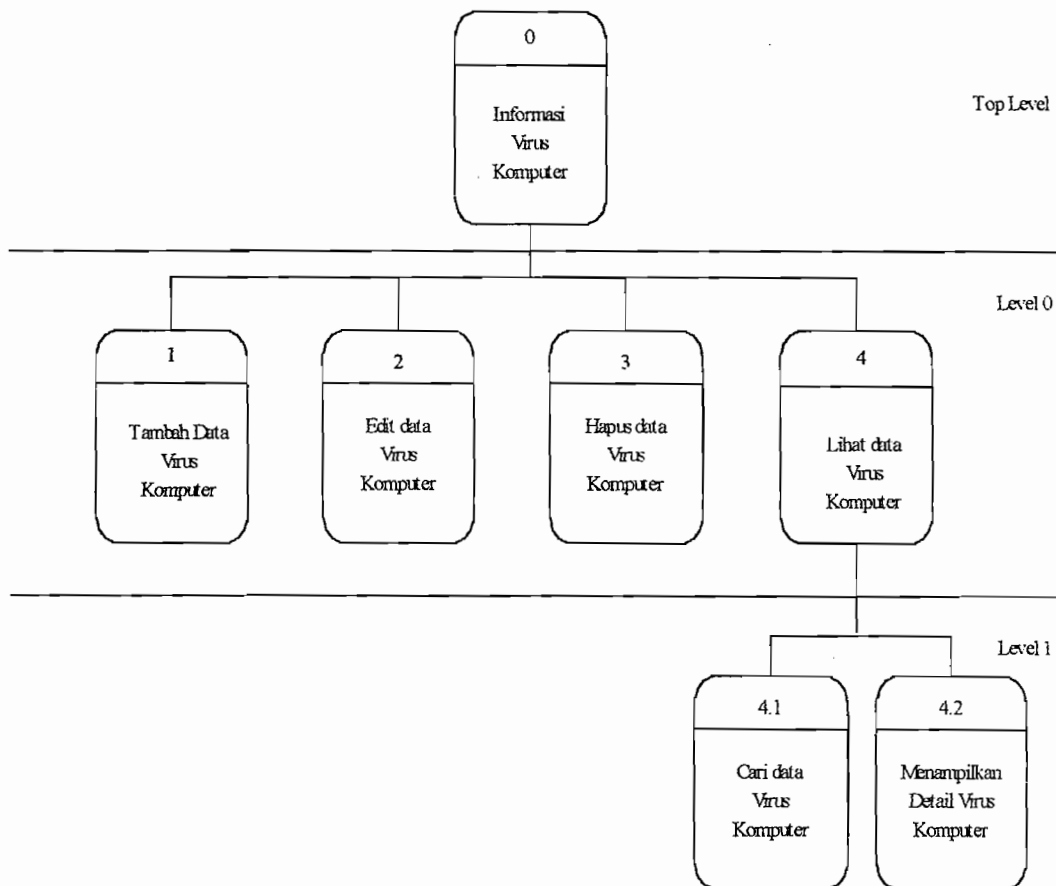 0
Informasi
Virus
Komputer
Top Level
Level 0
1
Tambah Data
Virus
Komputer
2
Edit data
Virus
Komputer
3
Hapus data
Virus
Komputer
4
Lihat data
Virus
Komputer
Level 1
4.1
Cari data
Virus
Komputer
4.2
Menampilkan
Detail Virus
Komputer